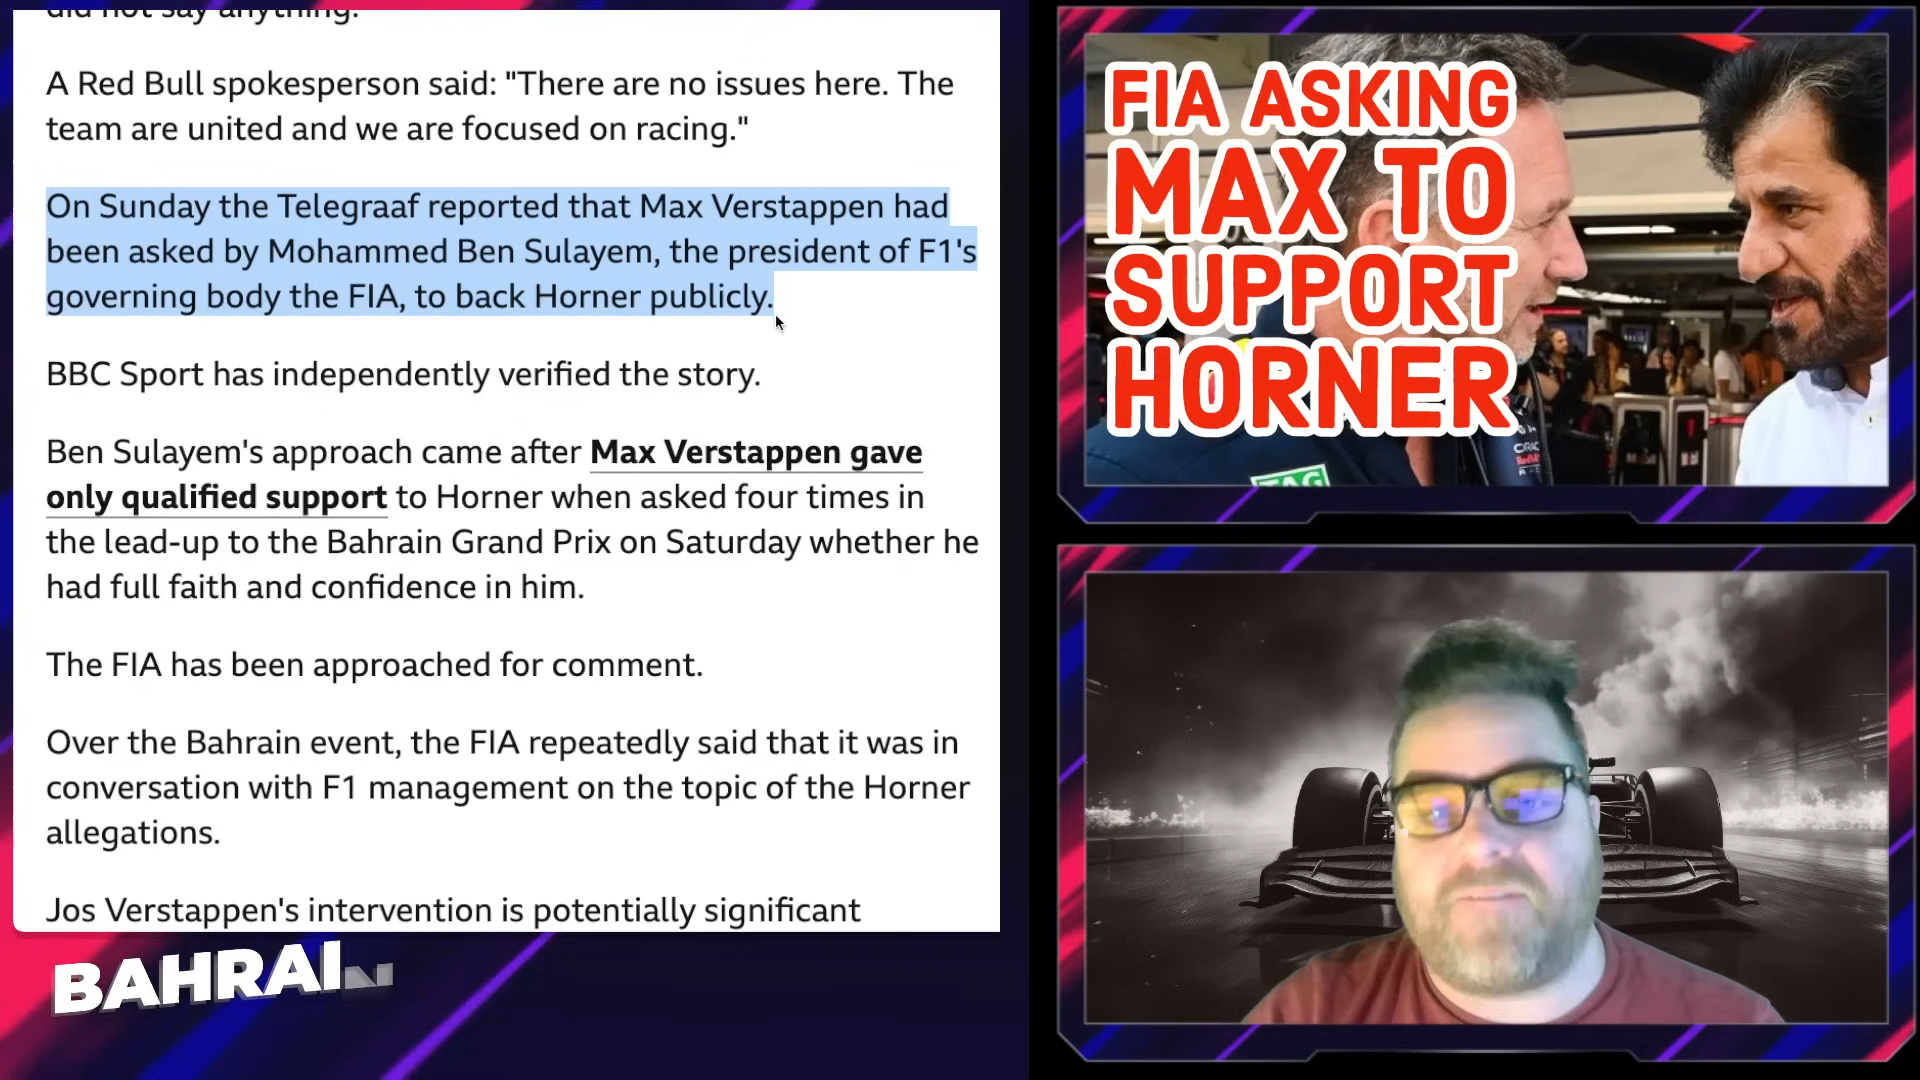 did not say anything.
A Red Bull spokesperson said: "There are no issues here. The
team are united and we are focused on racing."
On Sunday the Telegraaf reported that Max Verstappen had
been asked by Mohammed Ben Sulayem, the president of F1's
governing body the FIA, to back Horner publicly.
BBC Sport has independently verified the story.
Ben Sulayem's approach came after Max Verstappen gave
only qualified support to Horner when asked four times in
the lead-up to the Bahrain Grand Prix on Saturday whether he
had full faith and confidence in him.
The FIA has been approached for comment.
Over the Bahrain event, the FIA repeatedly said that it was in
conversation with F1 management on the topic of the Horner
allegations.
Jos Verstappen's intervention is potentially significant
BAHRAIN
FIA ASKING
MAX TO
SUPPORT
HORNER
TAG